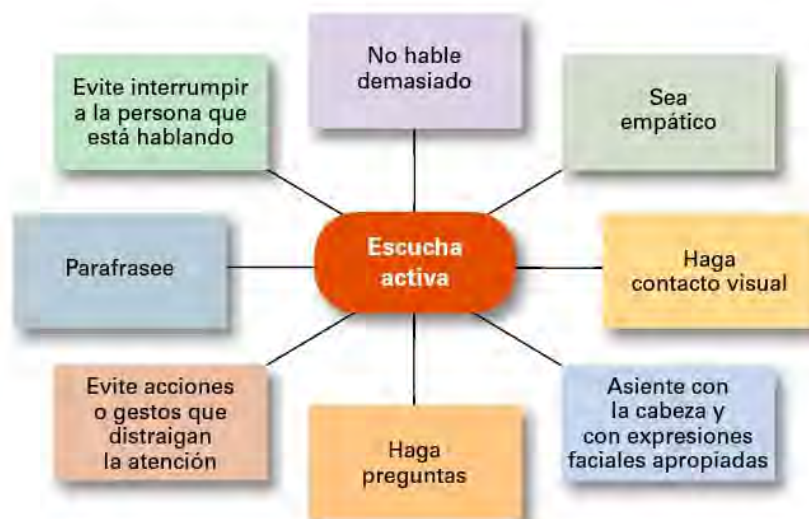 No hable
demasiado
Evite interrumpir
a la persona que
está hablando
Sea
empático
Escucha
activa
Parafrasee
Haga
contacto visual
Evite acciones
o gestos que
distraigan
la atención
Haga
preguntas
Asiente con
la cabeza y
con expresiones
faciales apropiadas